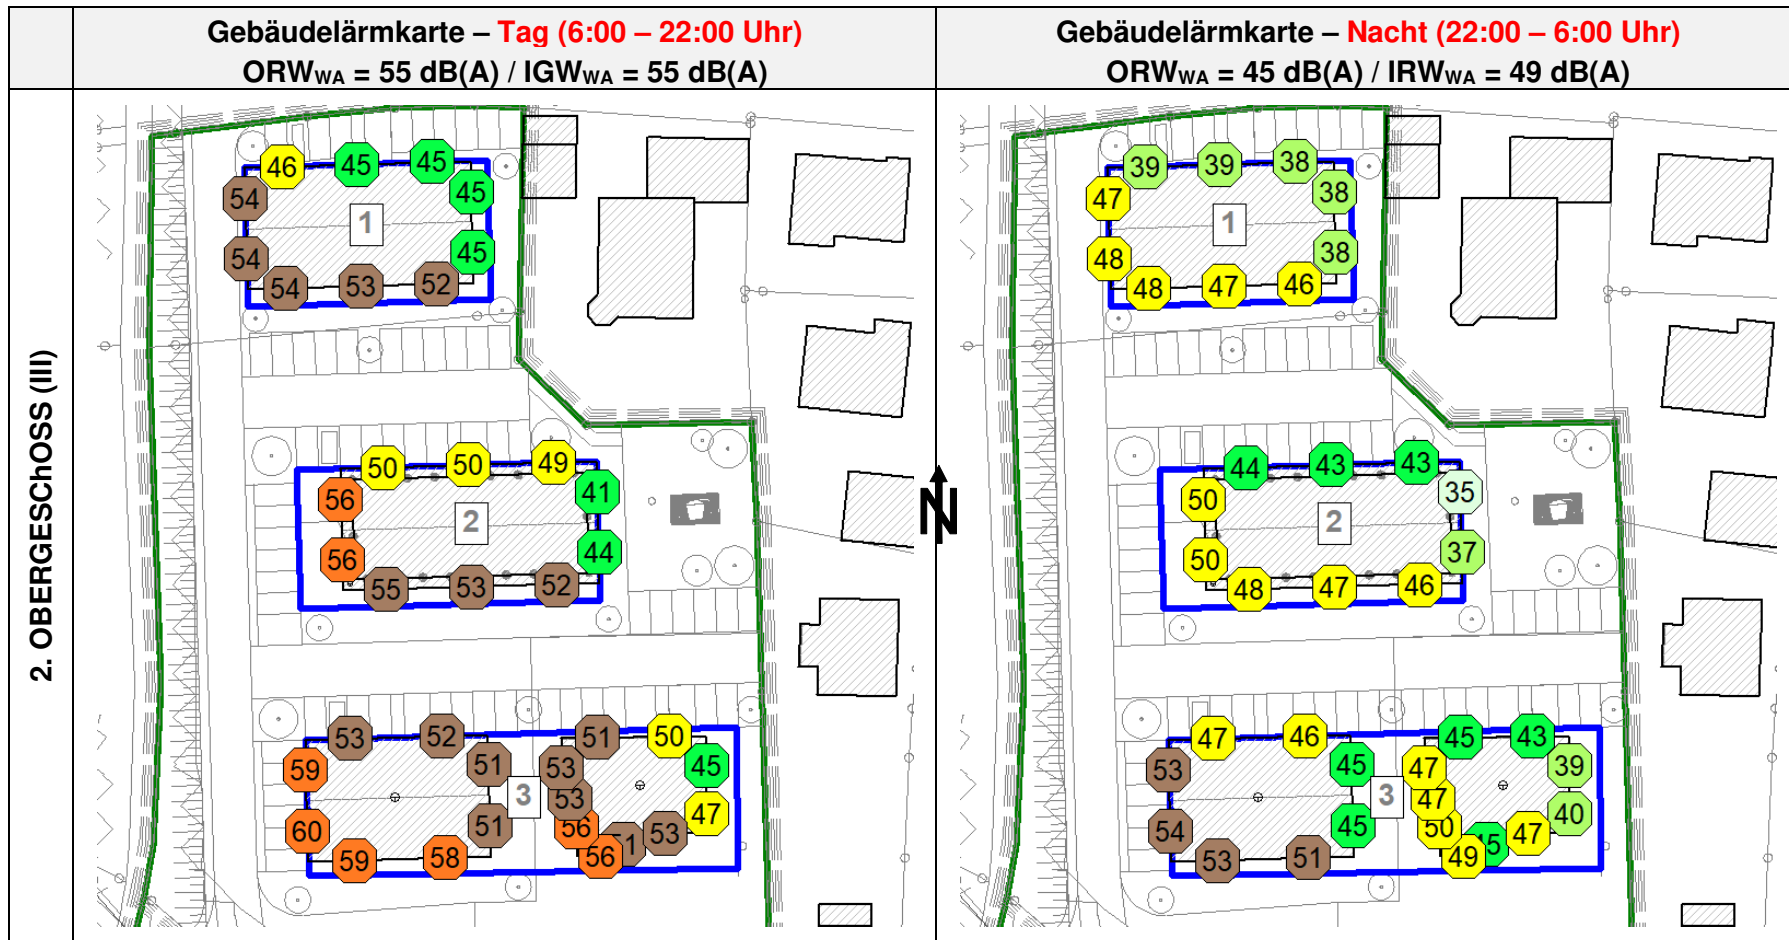 Gebäudelärmkarte – Tag (6:00 – 22:00 Uhr)
ORWWA = 55 dB(A) / IGWWA = 55 dB(A)
Gebäudelärmkarte – Nacht (22:00 – 6:00 Uhr)
ORWWA = 45 dB(A) / IRWWA = 49 dB(A)
2. OBERGESChOSS (III)
46 45 45
54 45
1
54 45
54 53 52
50 50 49
56 41
2
56 44
55 53 52
53 52 51 50
59 51 53 45
3
53
60 51 56 47
53
59 58 56
N
39 39 38
47 38
1
48 38
48 47 46
44 43 43
50 35
2
50 37
48 47 46
47 46 45 43
53 45 47 39
3
47
54 45 50 40
47
53 51 49